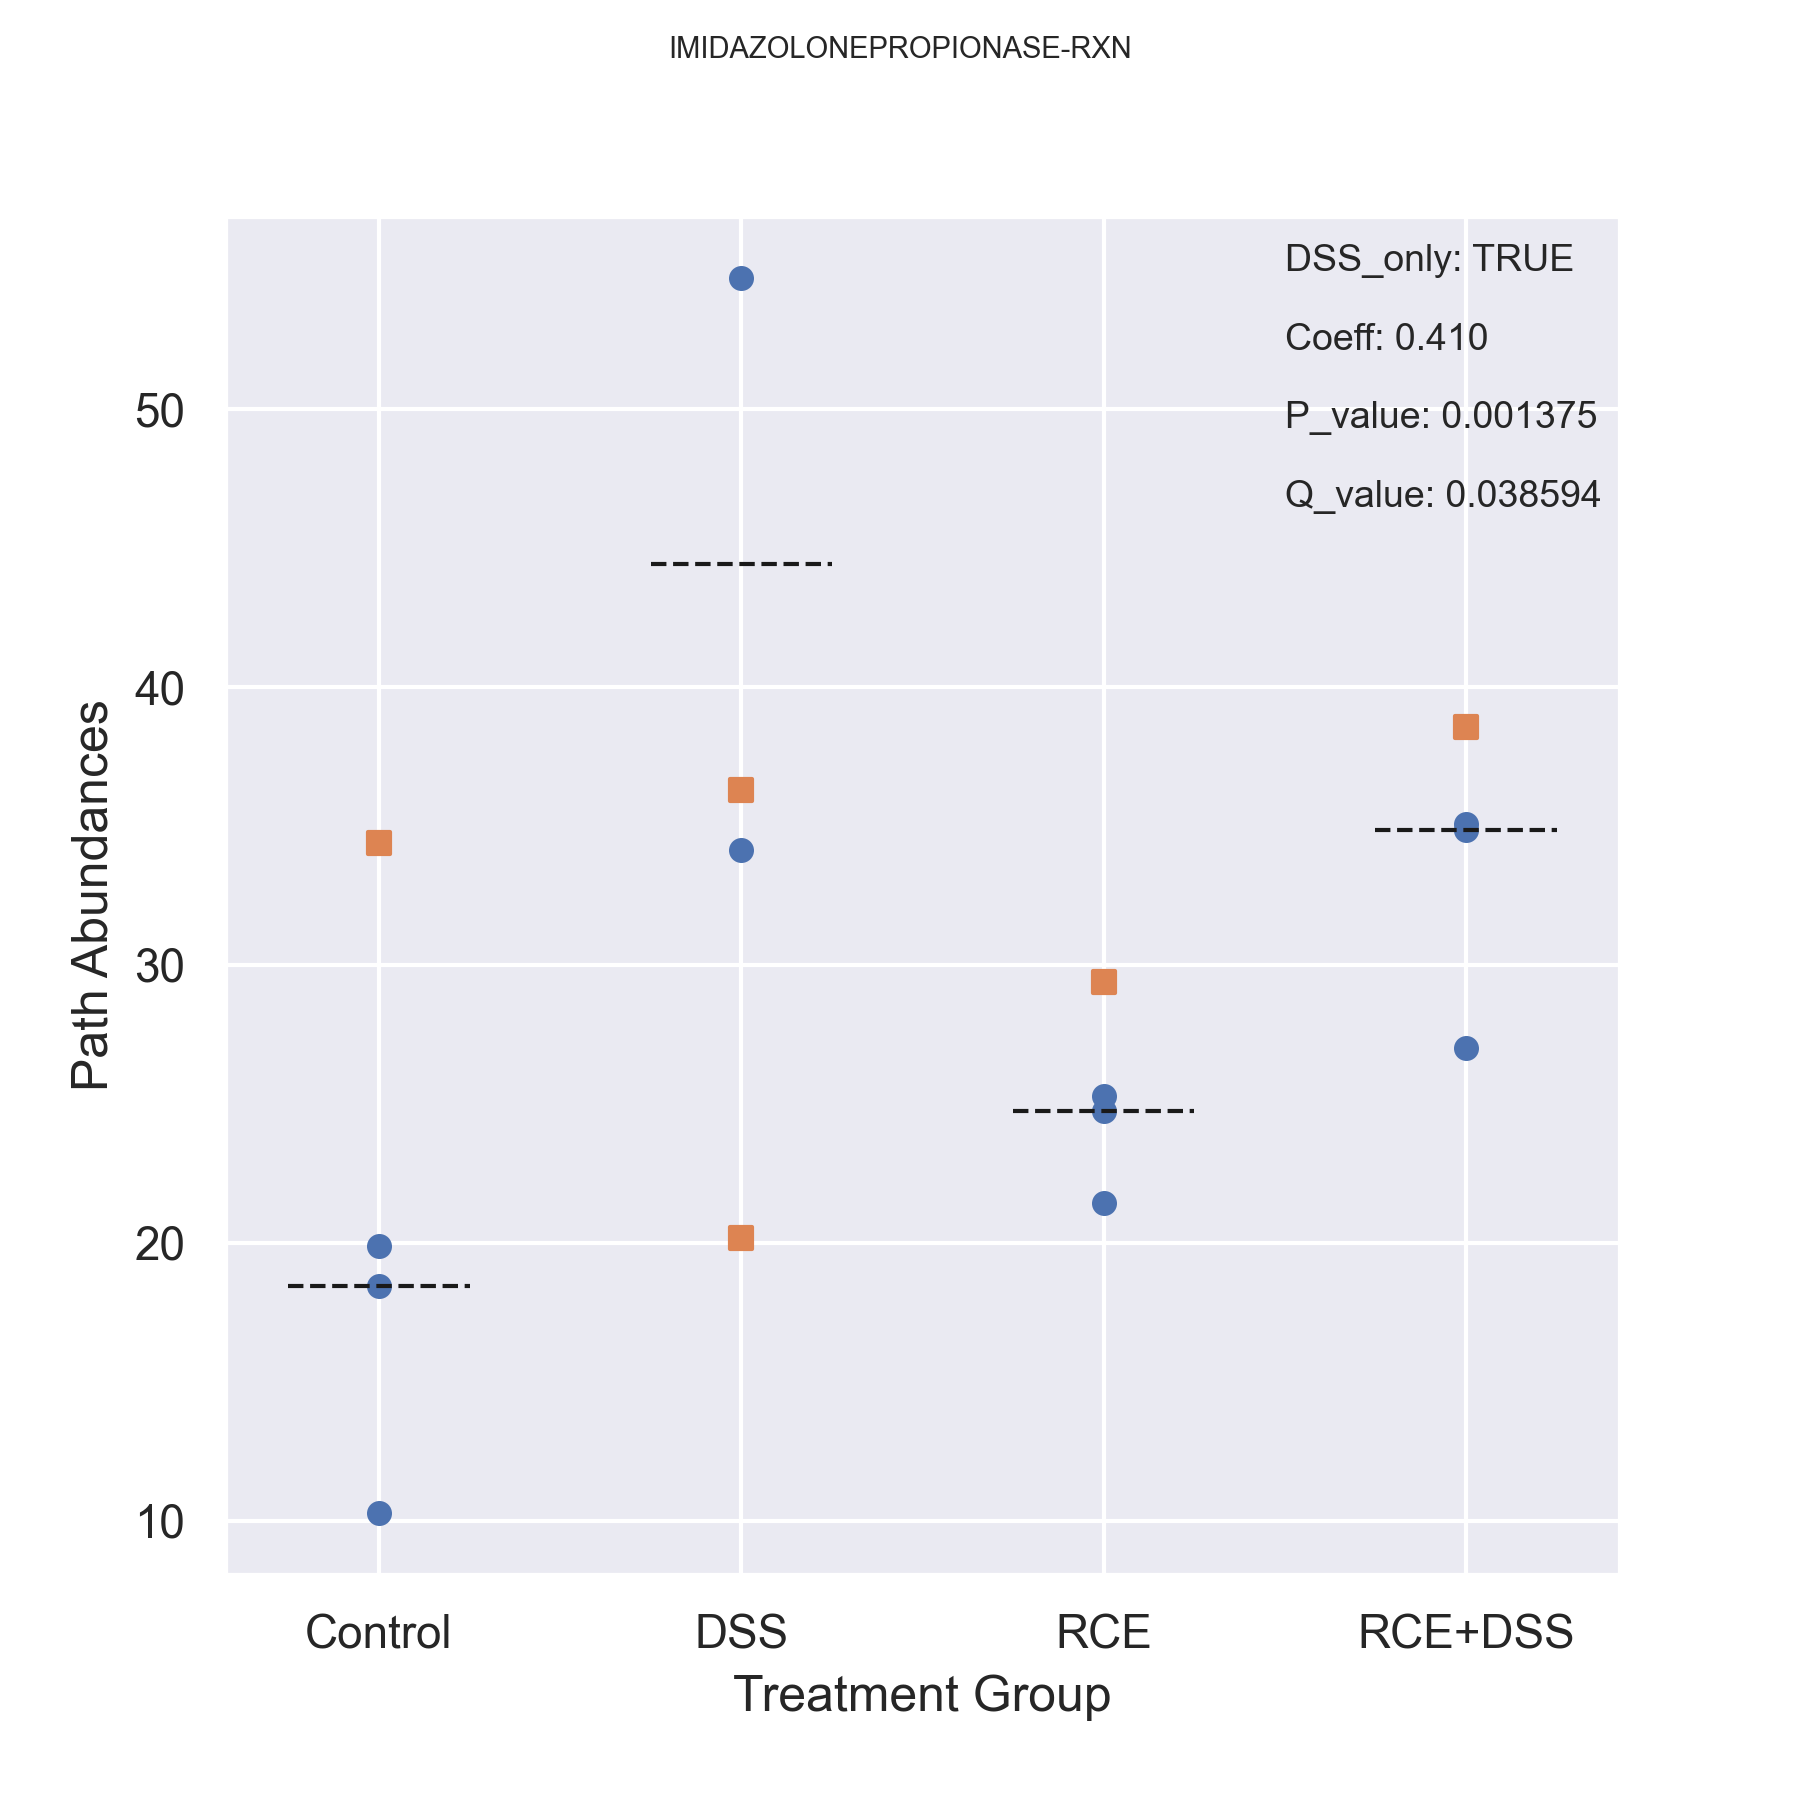 IMIDAZOLONEPROPIONASE-RXN
DSS_only: TRUE
Coeff: 0.410
P_value: 0.001375
Q_value: 0.038594
50
40
30
20
10
Path Abundances
Control DSS RCE RCE+DSS
Treatment Group